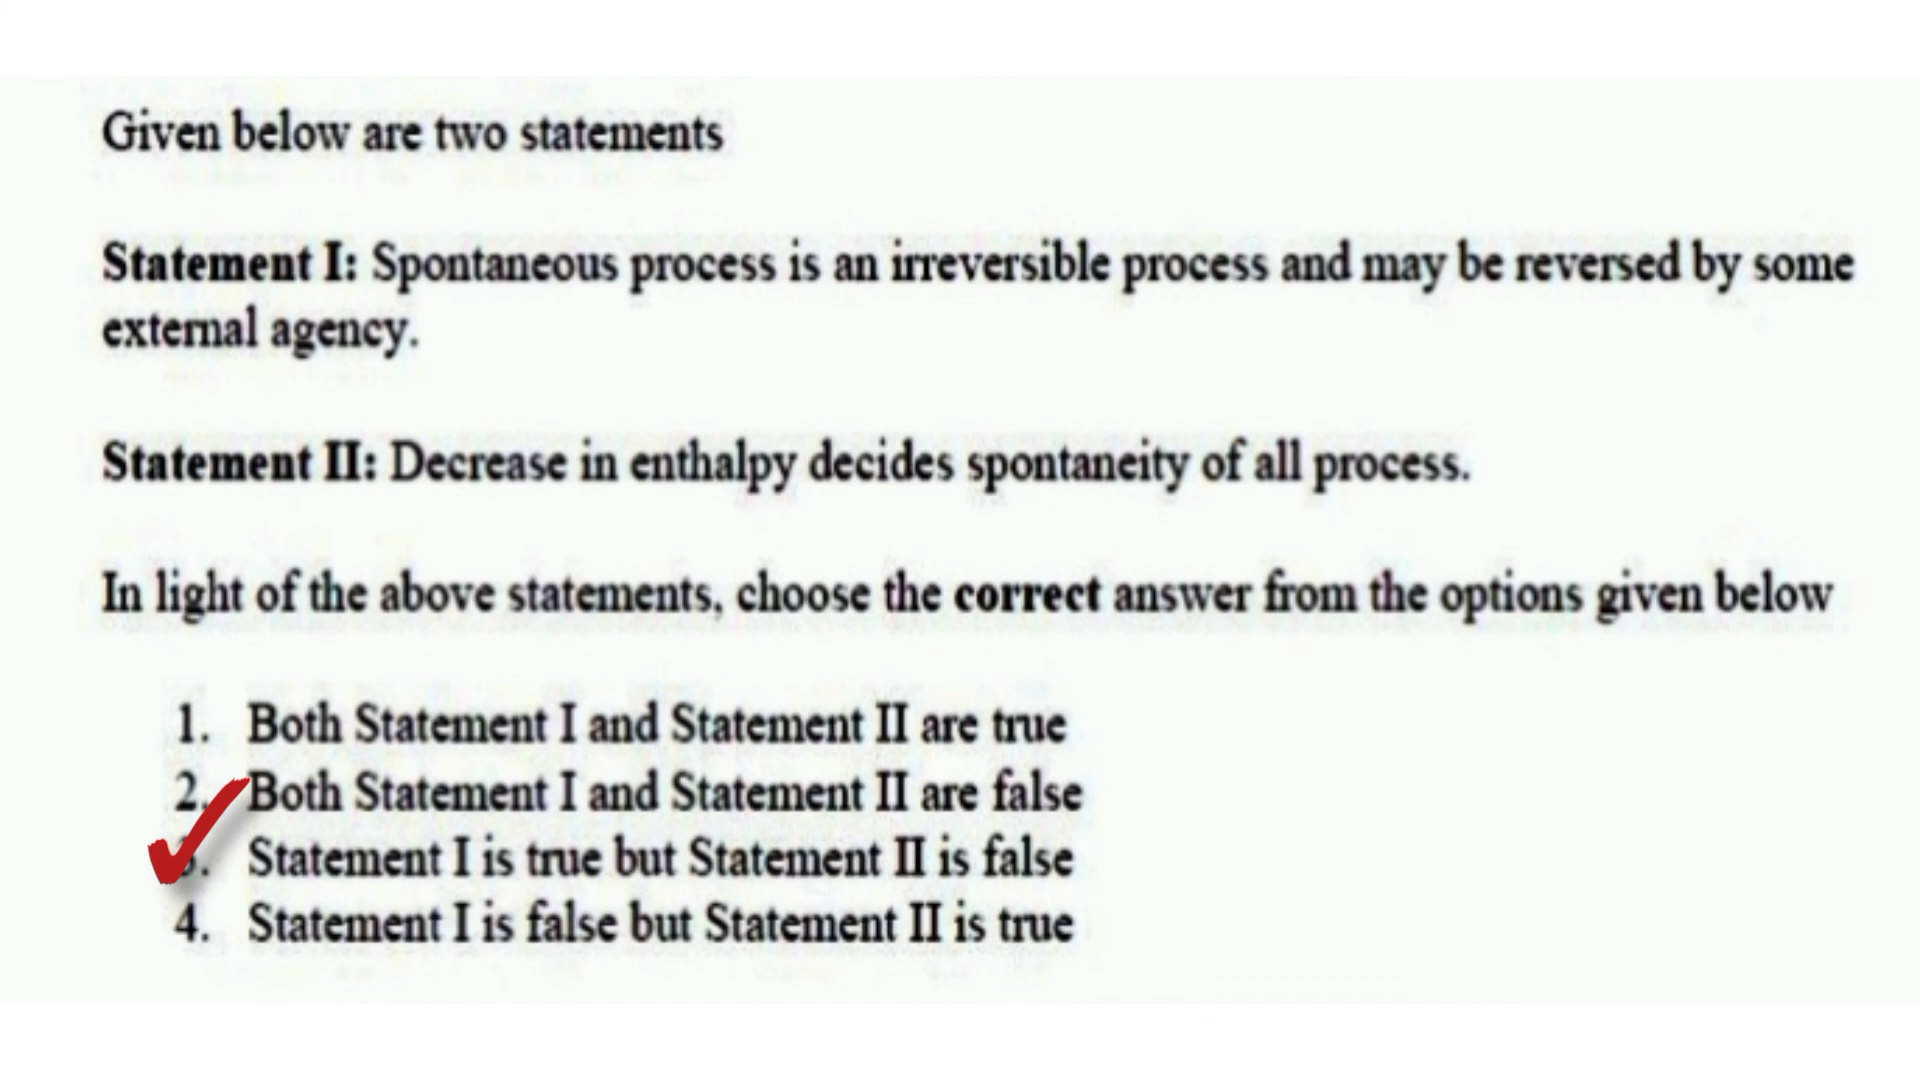 Given below are two statements
Statement I: Spontaneous process is an irreversible process and may be reversed by some
external agency.
Statement II: Decrease in enthalpy decides spontaneity of all process.
In light of the above statements, choose the correct answer from the options given below
1. Both Statement I and Statement II are true
2. Both Statement I and Statement II are false
3. Statement I is true but Statement II is false
4. Statement I is false but Statement II is true